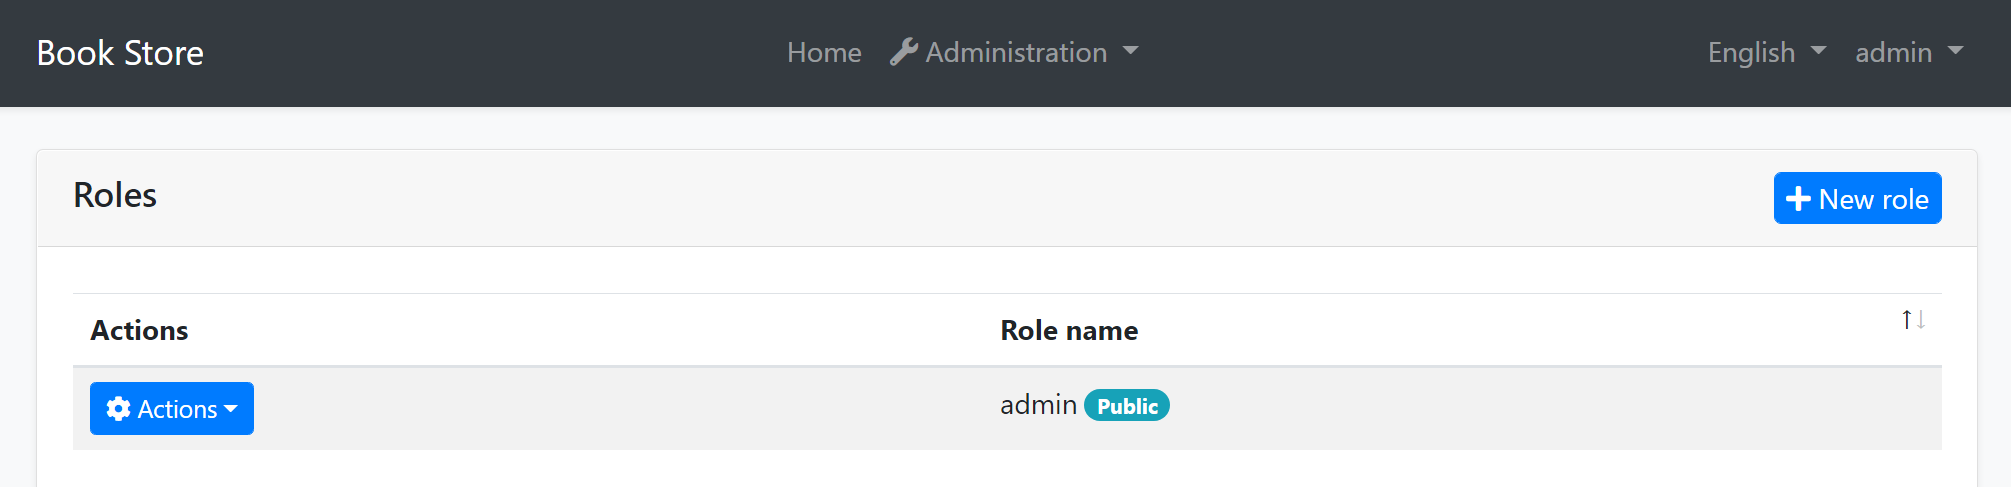 Book Store Home Administration English admin
Roles New role
Actions Role name
Actions admin Public